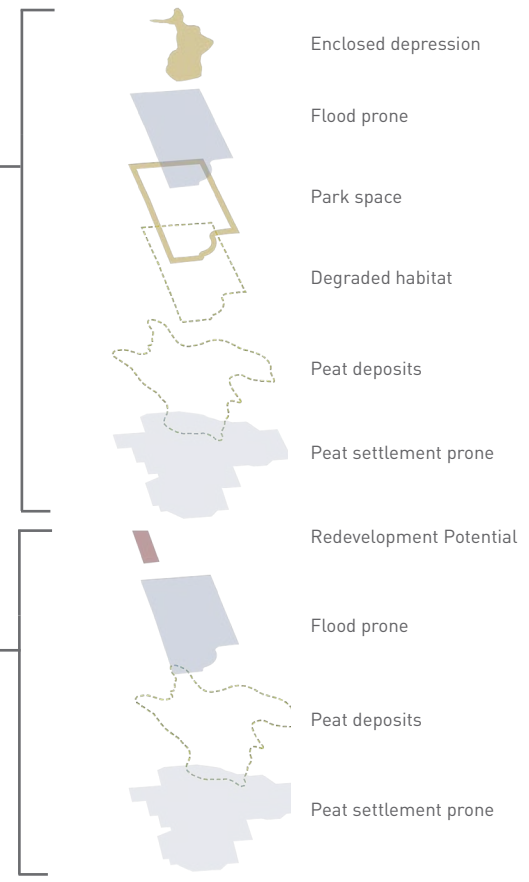 Enclosed depression
Flood prone
Park space
Degraded habitat
Peat deposits
Peat settlement prone
Redevelopment Potential
Flood prone
Peat deposits
Peat settlement prone